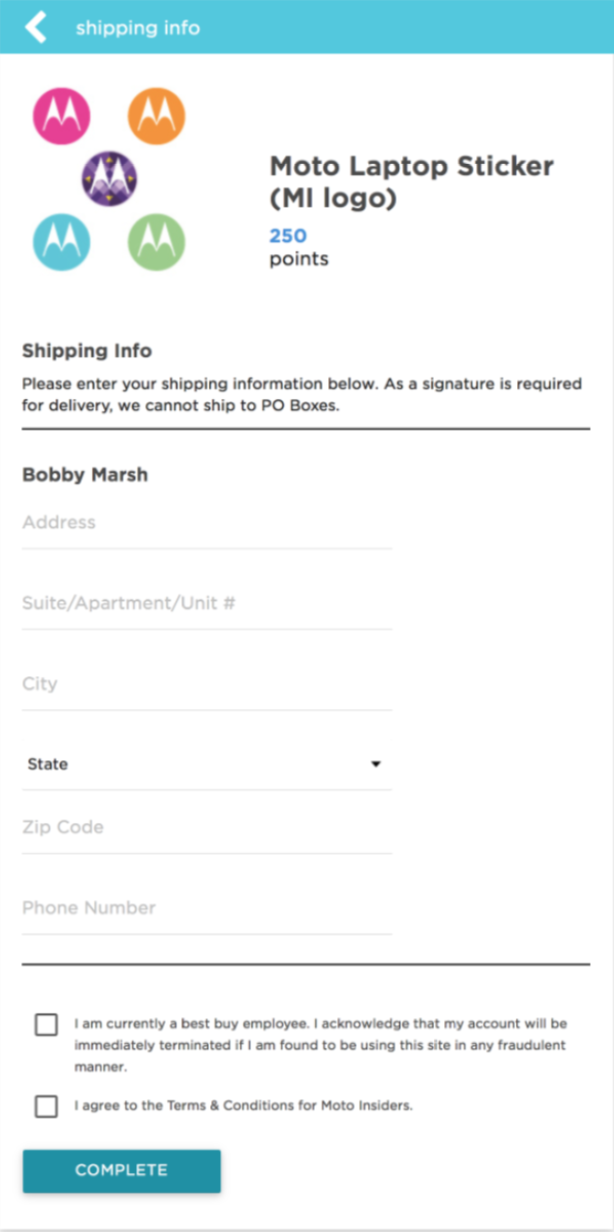 shipping info
Moto Laptop Sticker
(MI logo)
250
points
Shipping Info
Please enter your shipping information below. As a signature is required
for delivery, we cannot ship to PO Boxes.
Bobby Marsh
Address
Suite/Apartment/Unit #
City
State
Zip Code
Phone Number
I am currently a best buy employee. I acknowledge that my account will be
immediately terminated if I am found to be using this site in any fraudulent
manner.
I agree to the Terms & Conditions for Moto Insiders.
COMPLETE